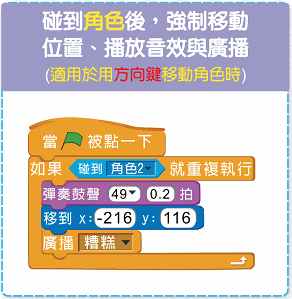 碰到角色後，強制移動
位置、播放音效與廣播
(適用於用方向鍵移動角色時)
當 被點一下
如果 碰到 角色2 就重複執行
彈奏鼓聲 49 0.2 拍
移到 x: -216 y: 116
廣播 糟糕